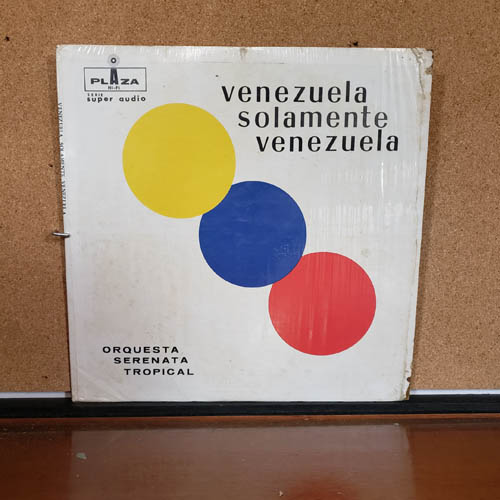 PLAZA
HI-FI
SERIE
super audio
venezuela
solamente
venezuela
ORQUESTA
SERENATA
TROPICAL